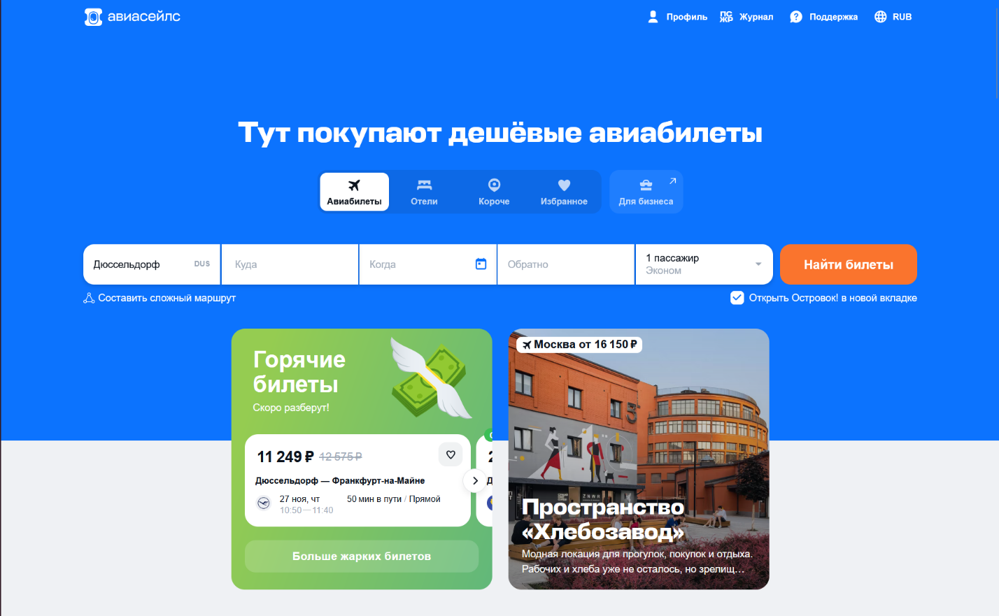 авиасейлс
Профиль
ПС ЖР
Журнал
Поддержка
RUB
Тут покупают дешёвые авиабилеты
Авиабилеты
Отели
Короче
Избранное
Для бизнеса
Дюссельдорф DUS
Куда
Когда
Обратно
1 пассажир
Эконом
Найти билеты
Составить сложный маршрут
Открыть Островок! в новой вкладке
Горячие
билеты
Скоро разберут!
11 249 ₽ 12 575 ₽
Дюссельдорф — Франкфурт-на-Майне
27 ноя, чт 50 мин в пути / Прямой
10:50 — 11:40
Больше жарких билетов
Москва от 16 150 ₽
ZNWR
Пространство
«Хлебозавод»
Модная локация для прогулок, покупок и отдыха.
Рабочих и хлеба уже не осталось, но зрелищ…